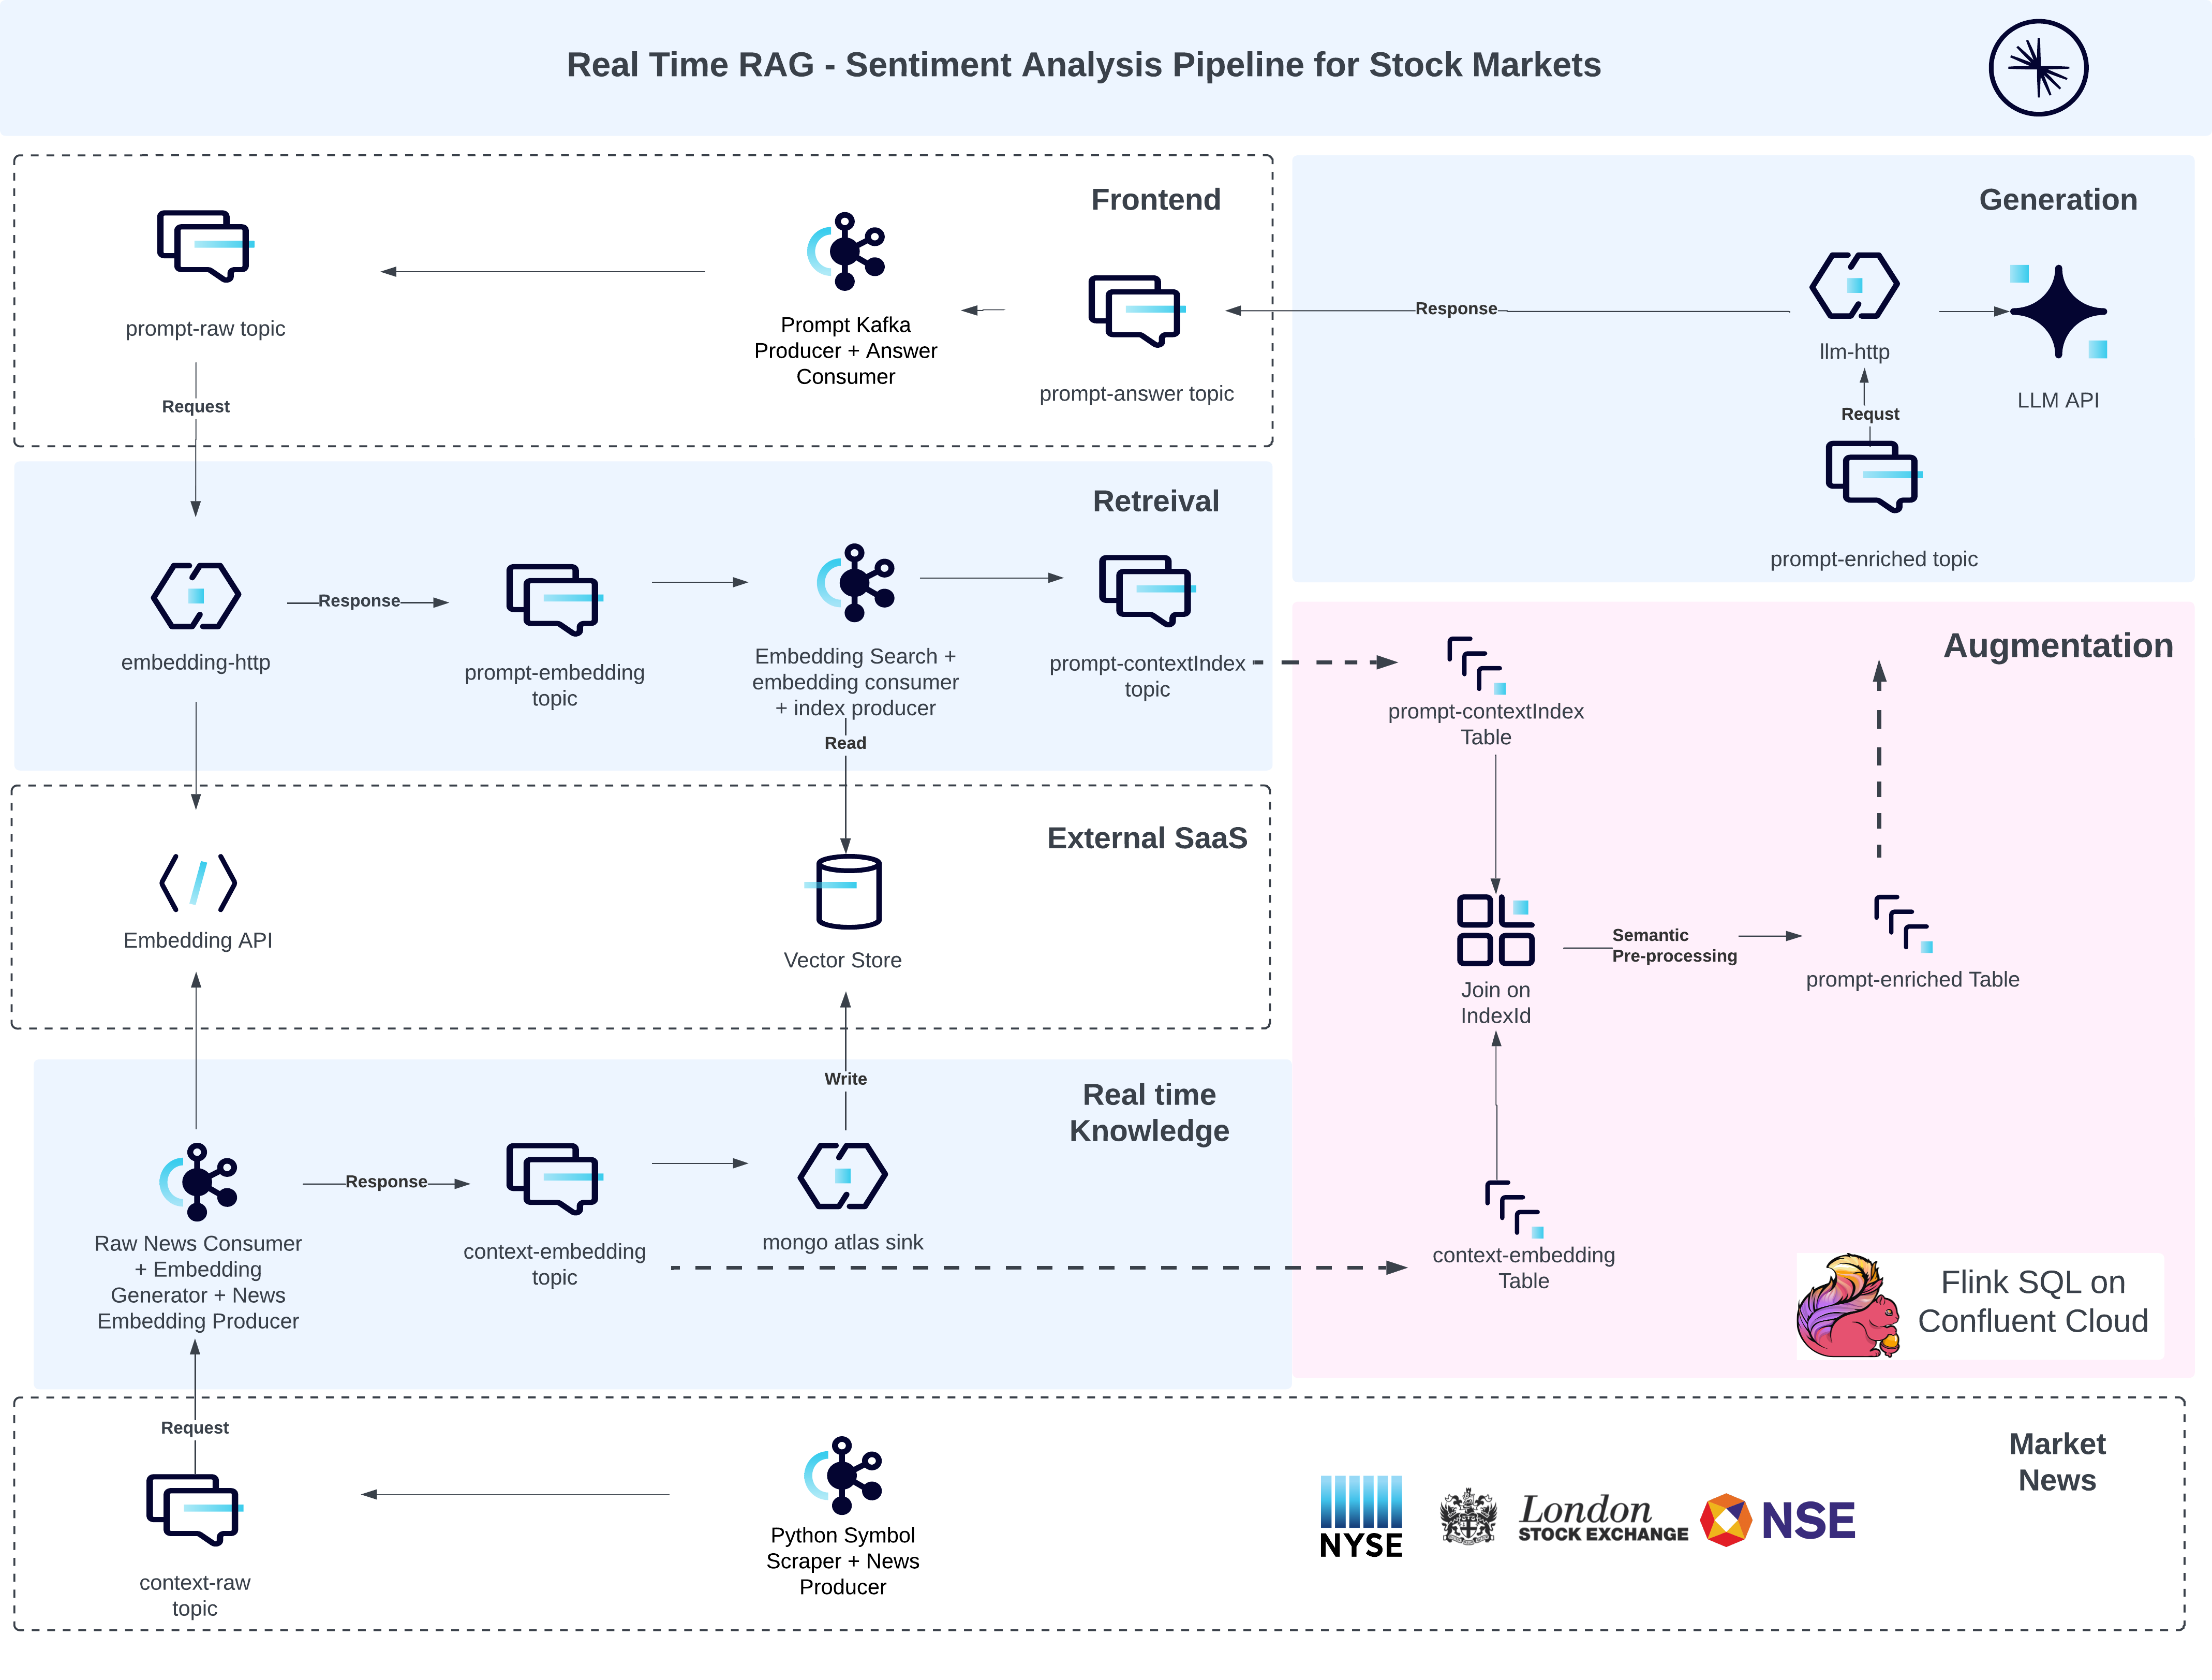 Real Time RAG - Sentiment Analysis Pipeline for Stock Markets
Frontend
prompt-raw topic
Request
Prompt Kafka
Producer + Answer
Consumer
prompt-answer topic
Generation
Response
llm-http
LLM API
Requst
prompt-enriched topic
Retreival
embedding-http
Response
prompt-embedding
topic
Embedding Search +
embedding consumer
+ index producer
Read
prompt-contextIndex
topic
Augmentation
prompt-contextIndex
Table
Join on
IndexId
Semantic
Pre-processing
prompt-enriched Table
context-embedding
Table
Flink SQL on
Confluent Cloud
External SaaS
Embedding API
Vector Store
Write
Real time
Knowledge
Raw News Consumer
+ Embedding
Generator + News
Embedding Producer
Response
context-embedding
topic
mongo atlas sink
Market
News
Request
context-raw
topic
Python Symbol
Scraper + News
Producer
NYSE
London
STOCK EXCHANGE
NSE